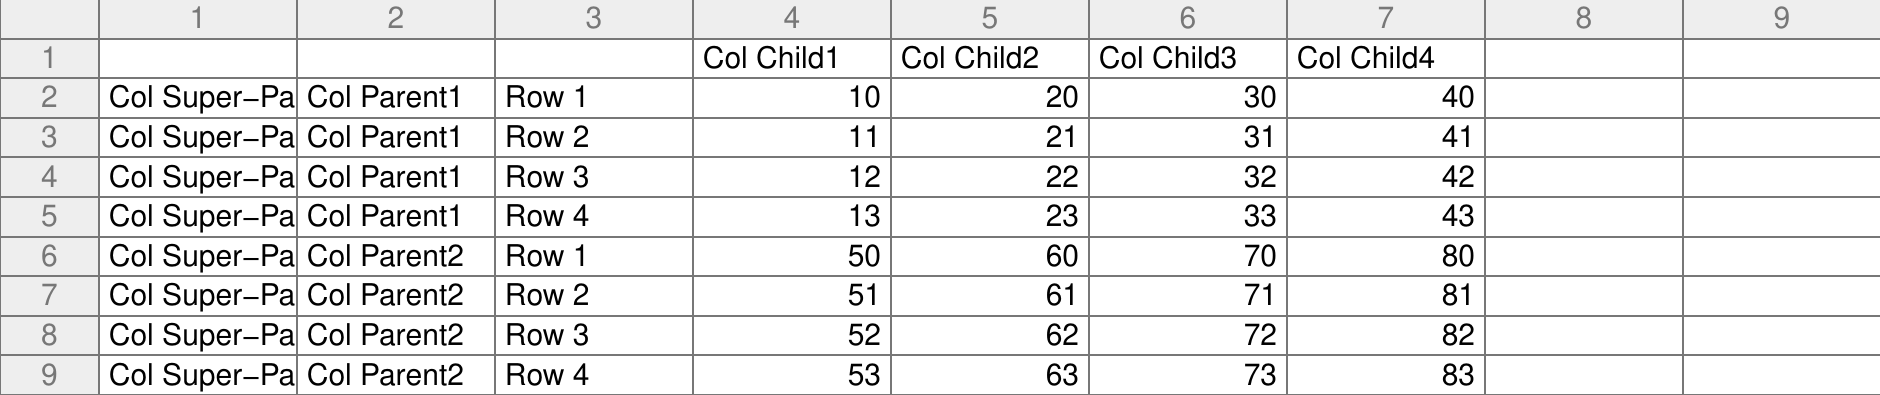 1 2 3 4 5 6 7 8 9
1 Col Child1 Col Child2 Col Child3 Col Child4
2 Col Super−Pa Col Parent1 Row 1 10 20 30 40
3 Col Super−Pa Col Parent1 Row 2 11 21 31 41
4 Col Super−Pa Col Parent1 Row 3 12 22 32 42
5 Col Super−Pa Col Parent1 Row 4 13 23 33 43
6 Col Super−Pa Col Parent2 Row 1 50 60 70 80
7 Col Super−Pa Col Parent2 Row 2 51 61 71 81
8 Col Super−Pa Col Parent2 Row 3 52 62 72 82
9 Col Super−Pa Col Parent2 Row 4 53 63 73 83